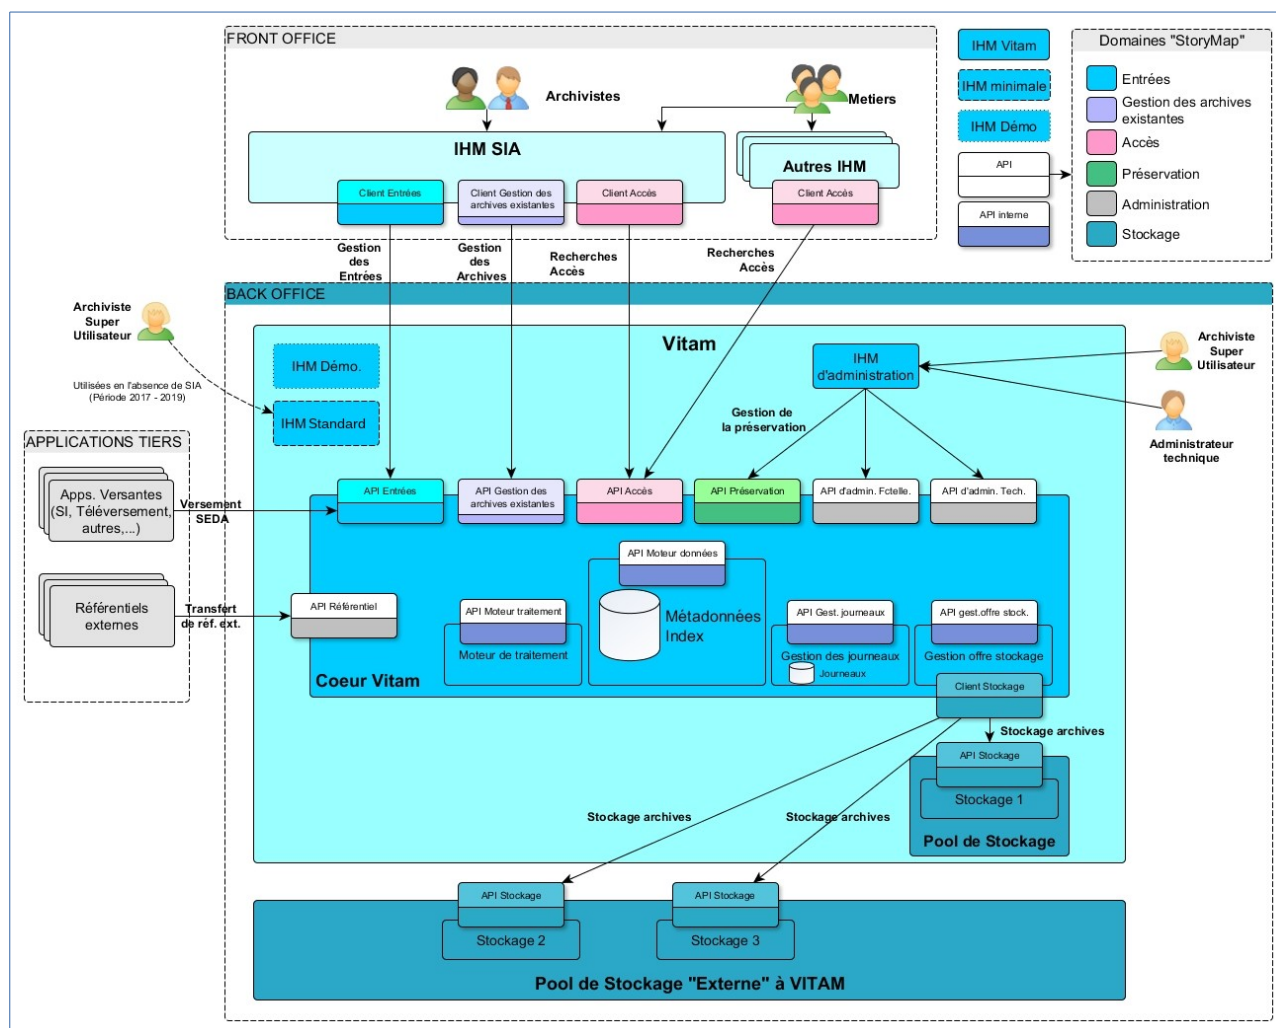 FRONT OFFICE
Archivistes
Metiers
IHM SIA
Autres IHM
Client Entrées
Client Gestion des
archives existantes
Client Accès
Client Accès
IHM Vitam
IHM minimale
IHM Démo
API
API interne
Domaines "StoryMap"
Entrées
Gestion des archives
existantes
Accès
Préservation
Administration
Stockage
Gestion
des
Entrées
Gestion
des
Archives
Recherches
Accès
Recherches
Accès
BACK OFFICE
Archiviste
Super
Utilisateur
Utilisées en l'absence de SIA
(Période 2017 - 2019)
Vitam
IHM Démo.
IHM Standard
IHM
d'administration
Archiviste
Super
Utilisateur
Administrateur
technique
Gestion de
la préservation
APPLICATIONS TIERS
Apps. Versantes
(SI, Téléversement,
autres,...)
Versement
SEDA
Référentiels
externes
Transfért
de réf. ext.
API Entrées
API Gestion des
archives existantes
API Accès
API Préservation
API d'admin. Fctelle.
API d'admin. Tech.
API Référentiel
API Moteur traitement
Moteur de traitement
API Moteur données
Métadonnées
Index
API Gest. journeaux
Gestion des journeaux
Journeaux
API gest.offre stock.
Gestion offre stockage
Coeur Vitam
Client Stockage
Stockage archives
API Stockage
Stockage 1
Pool de Stockage
Stockage archives
Stockage archives
API Stockage
Stockage 2
API Stockage
Stockage 3
Pool de Stockage "Externe" à VITAM